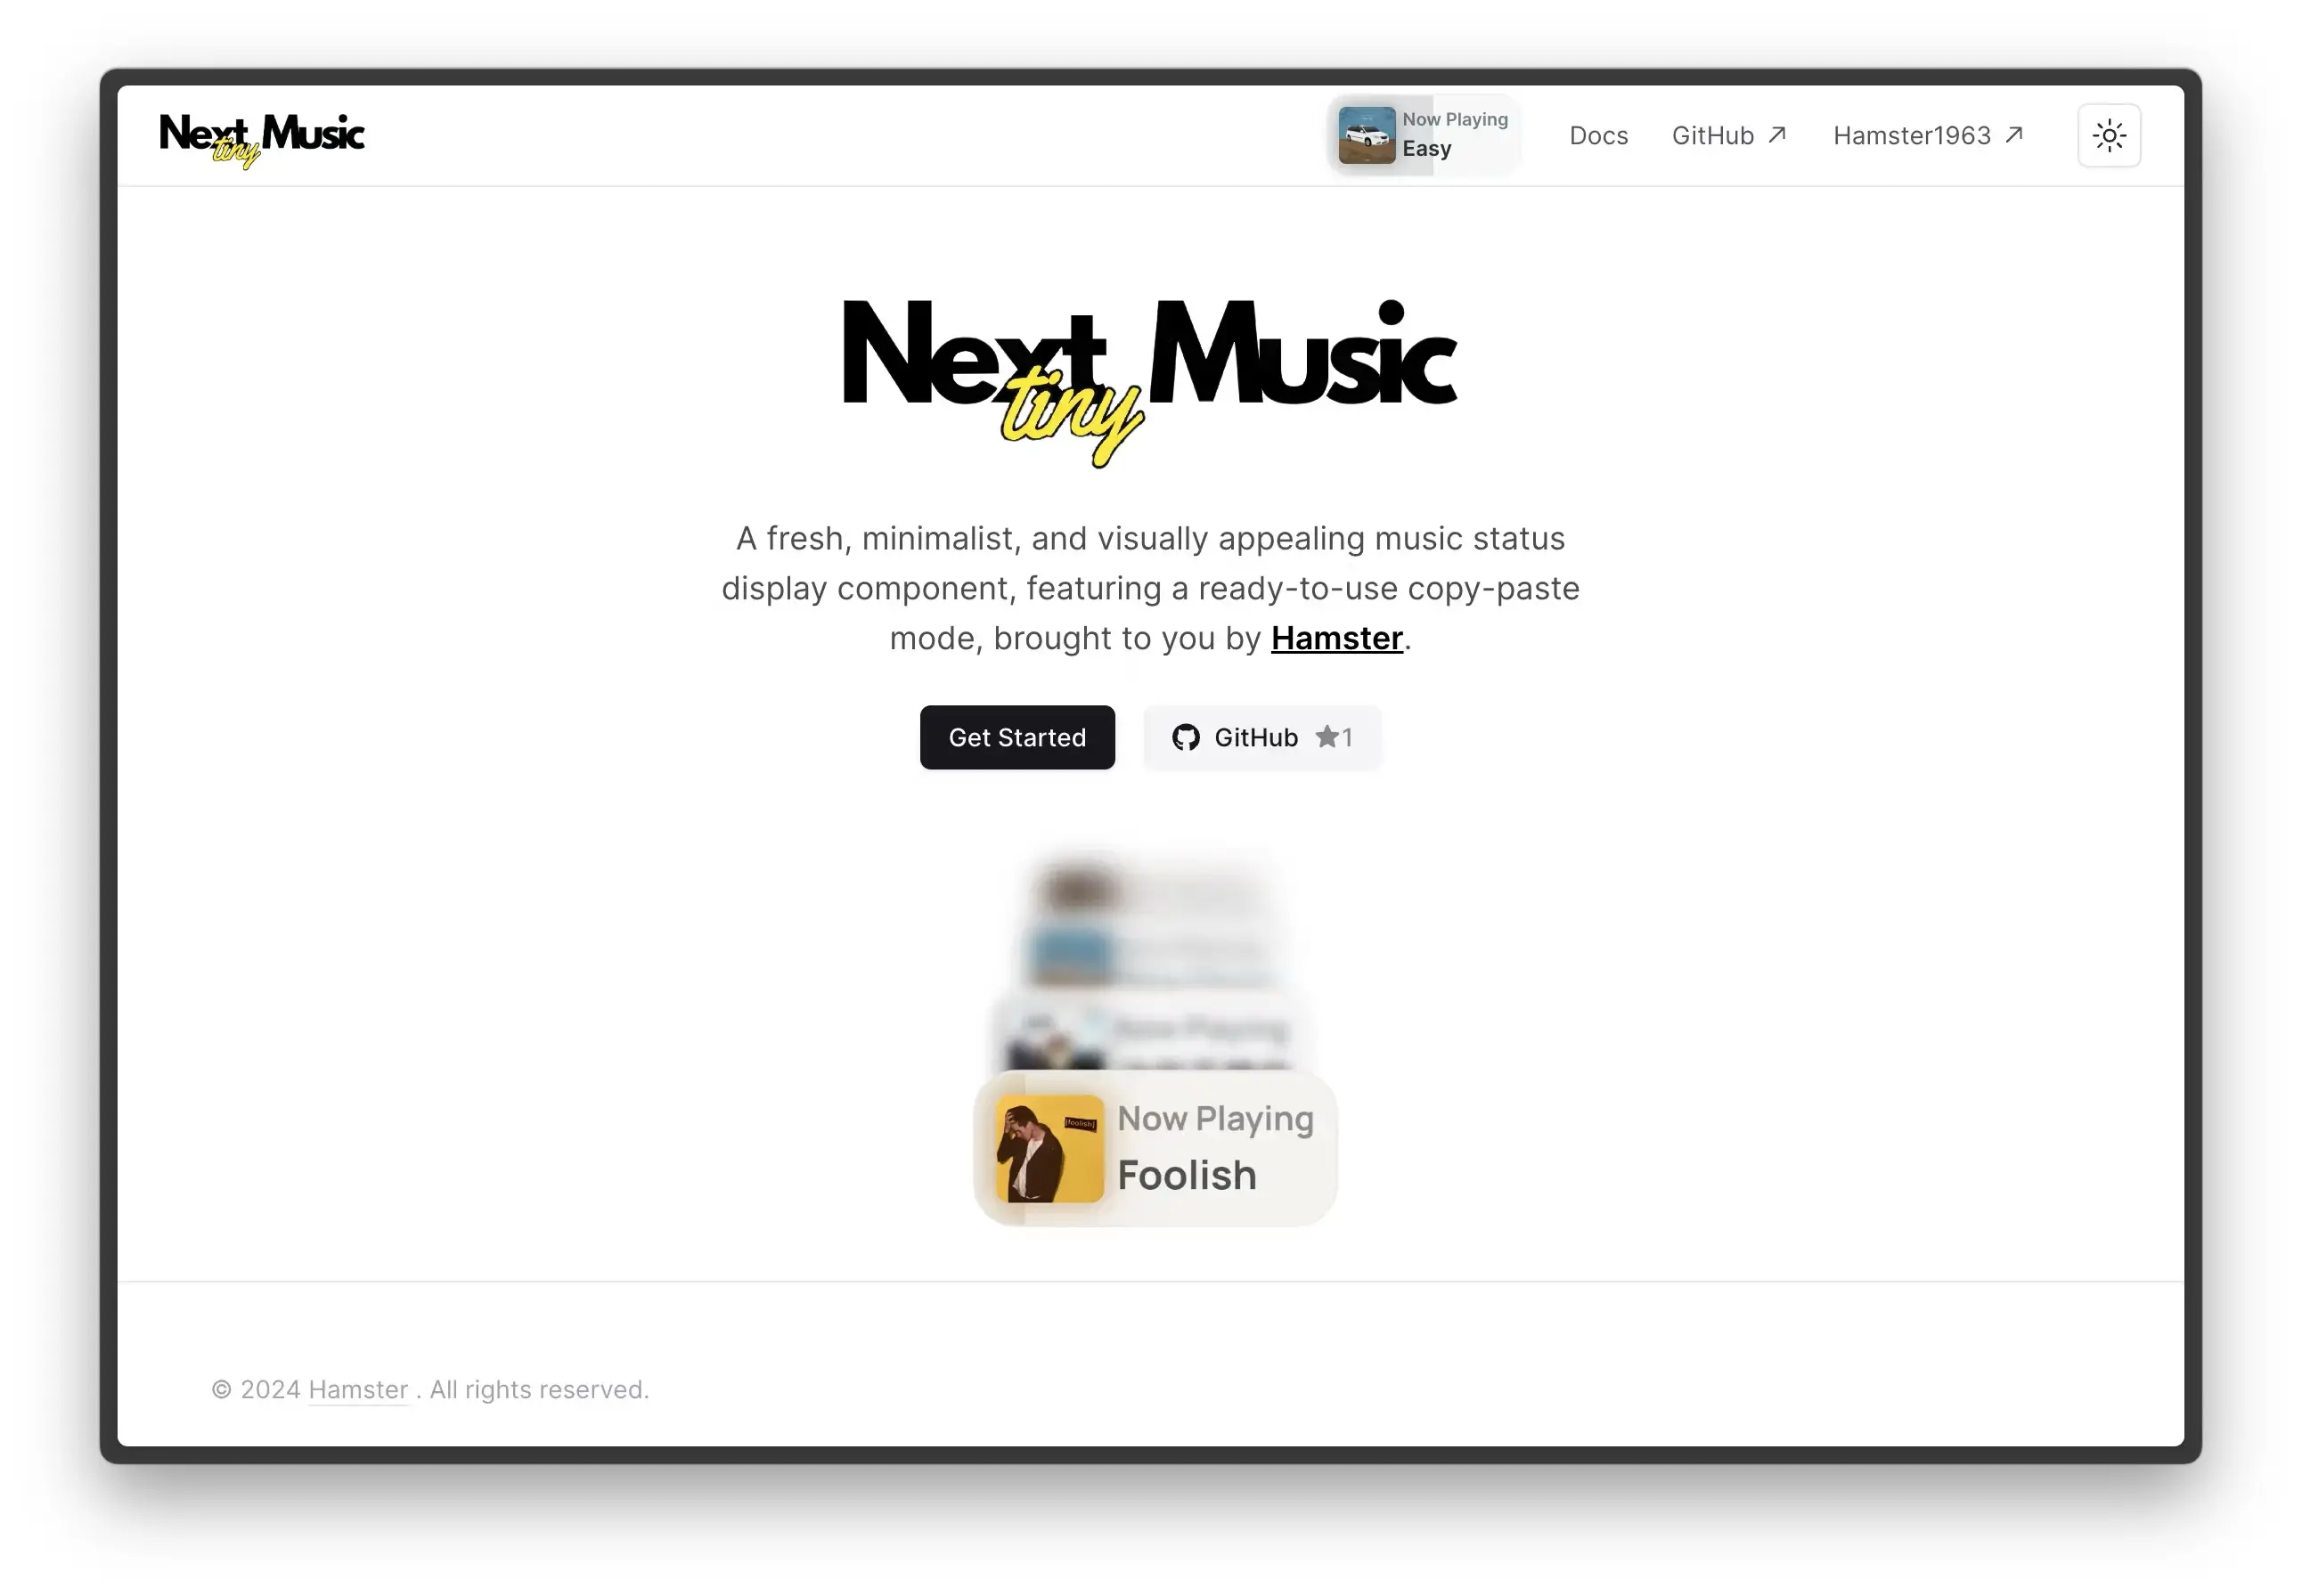 Next Music
tiny
Now Playing
Easy
Docs
GitHub ↗
Hamster1963 ↗
Next Music
tiny
A fresh, minimalist, and visually appealing music status
display component, featuring a ready-to-use copy-paste
mode, brought to you by Hamster.
Get Started
GitHub ★1
Now Playing
[foolish]
Now Playing
Foolish
© 2024 Hamster . All rights reserved.